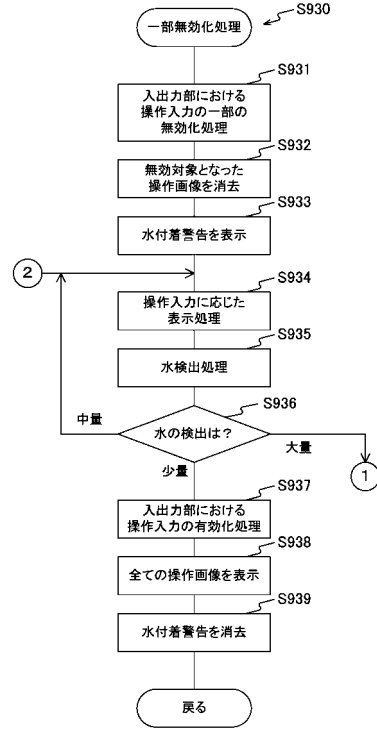 一部無効化処理
S930
S931
入出力部における
操作入力の一部の
無効化処理
S932
無効対象となった
操作画像を消去
S933
水付着警告を表示
2
S934
操作入力に応じた
表示処理
S935
水検出処理
S936
水の検出は?
中量
大量
少量
1
S937
入出力部における
操作入力の有効化処理
S938
全ての操作画像を表示
S939
水付着警告を消去
戻る